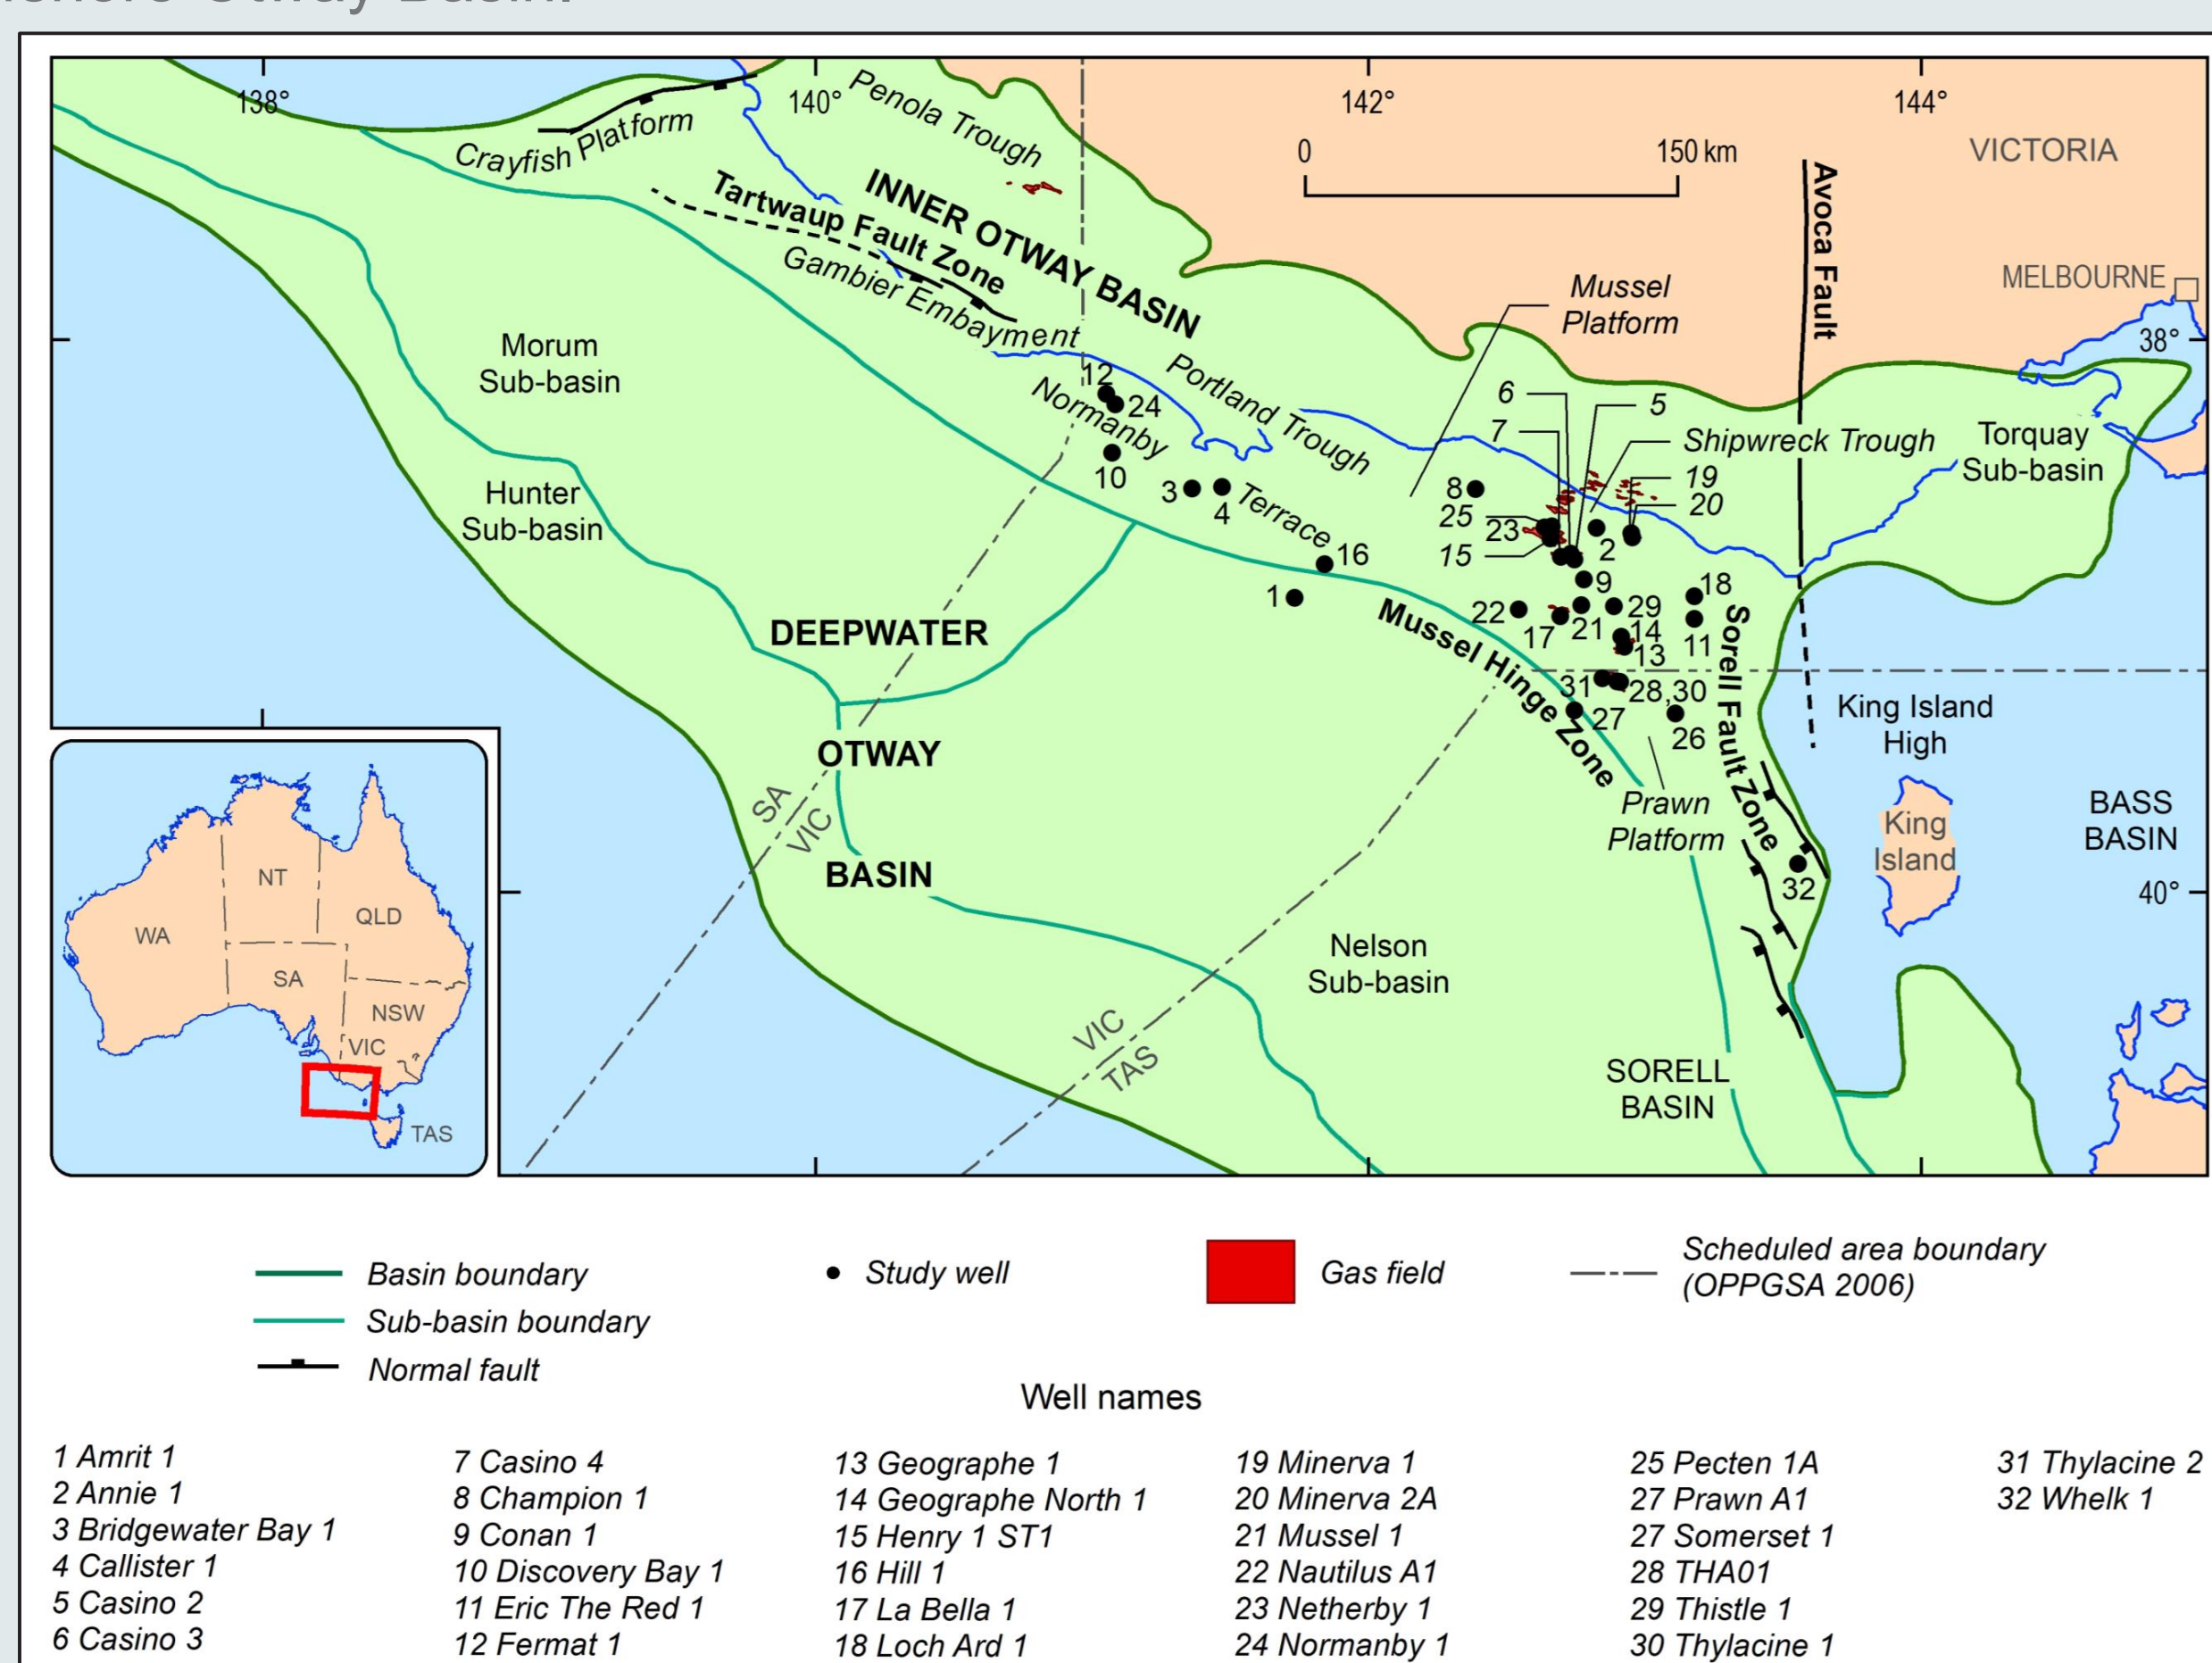 Otway Basin.
138°
140°
142°
144°
Penola Trough
Crayfish Platform
0
150 km
VICTORIA
Avoca Fault
Tartwaup Fault Zone
INNER OTWAY BASIN
Gambier Embayment
MELBOURNE
38°
Mussel
Platform
Morum
Sub-basin
Portland Trough
12
24
Normanby
Terrace
10
3
4
6
5
7
Shipwreck Trough
19
20
Torquay
Sub-basin
8
25
23
15
2
Hunter
Sub-basin
16
1
9
18
22
29
17
21
14
13
11
DEEPWATER
OTWAY
BASIN
Mussel Hinge Zone
Sorell Fault Zone
31
28,30
27
26
King Island
High
SA
VIC
Prawn
Platform
King
Island
BASS
BASIN
32
40°
Nelson
Sub-basin
VIC
TAS
SORELL
BASIN
NT
QLD
WA
SA
NSW
VIC
TAS
Basin boundary
Sub-basin boundary
Normal fault
Study well
Gas field
Scheduled area boundary
(OPPGSA 2006)
Well names
1 Amrit 1
2 Annie 1
3 Bridgewater Bay 1
4 Callister 1
5 Casino 2
6 Casino 3
7 Casino 4
8 Champion 1
9 Conan 1
10 Discovery Bay 1
11 Eric The Red 1
12 Fermat 1
13 Geographe 1
14 Geographe North 1
15 Henry 1 ST1
16 Hill 1
17 La Bella 1
18 Loch Ard 1
19 Minerva 1
20 Minerva 2A
21 Mussel 1
22 Nautilus A1
23 Netherby 1
24 Normanby 1
25 Pecten 1A
27 Prawn A1
27 Somerset 1
28 THA01
29 Thistle 1
30 Thylacine 1
31 Thylacine 2
32 Whelk 1